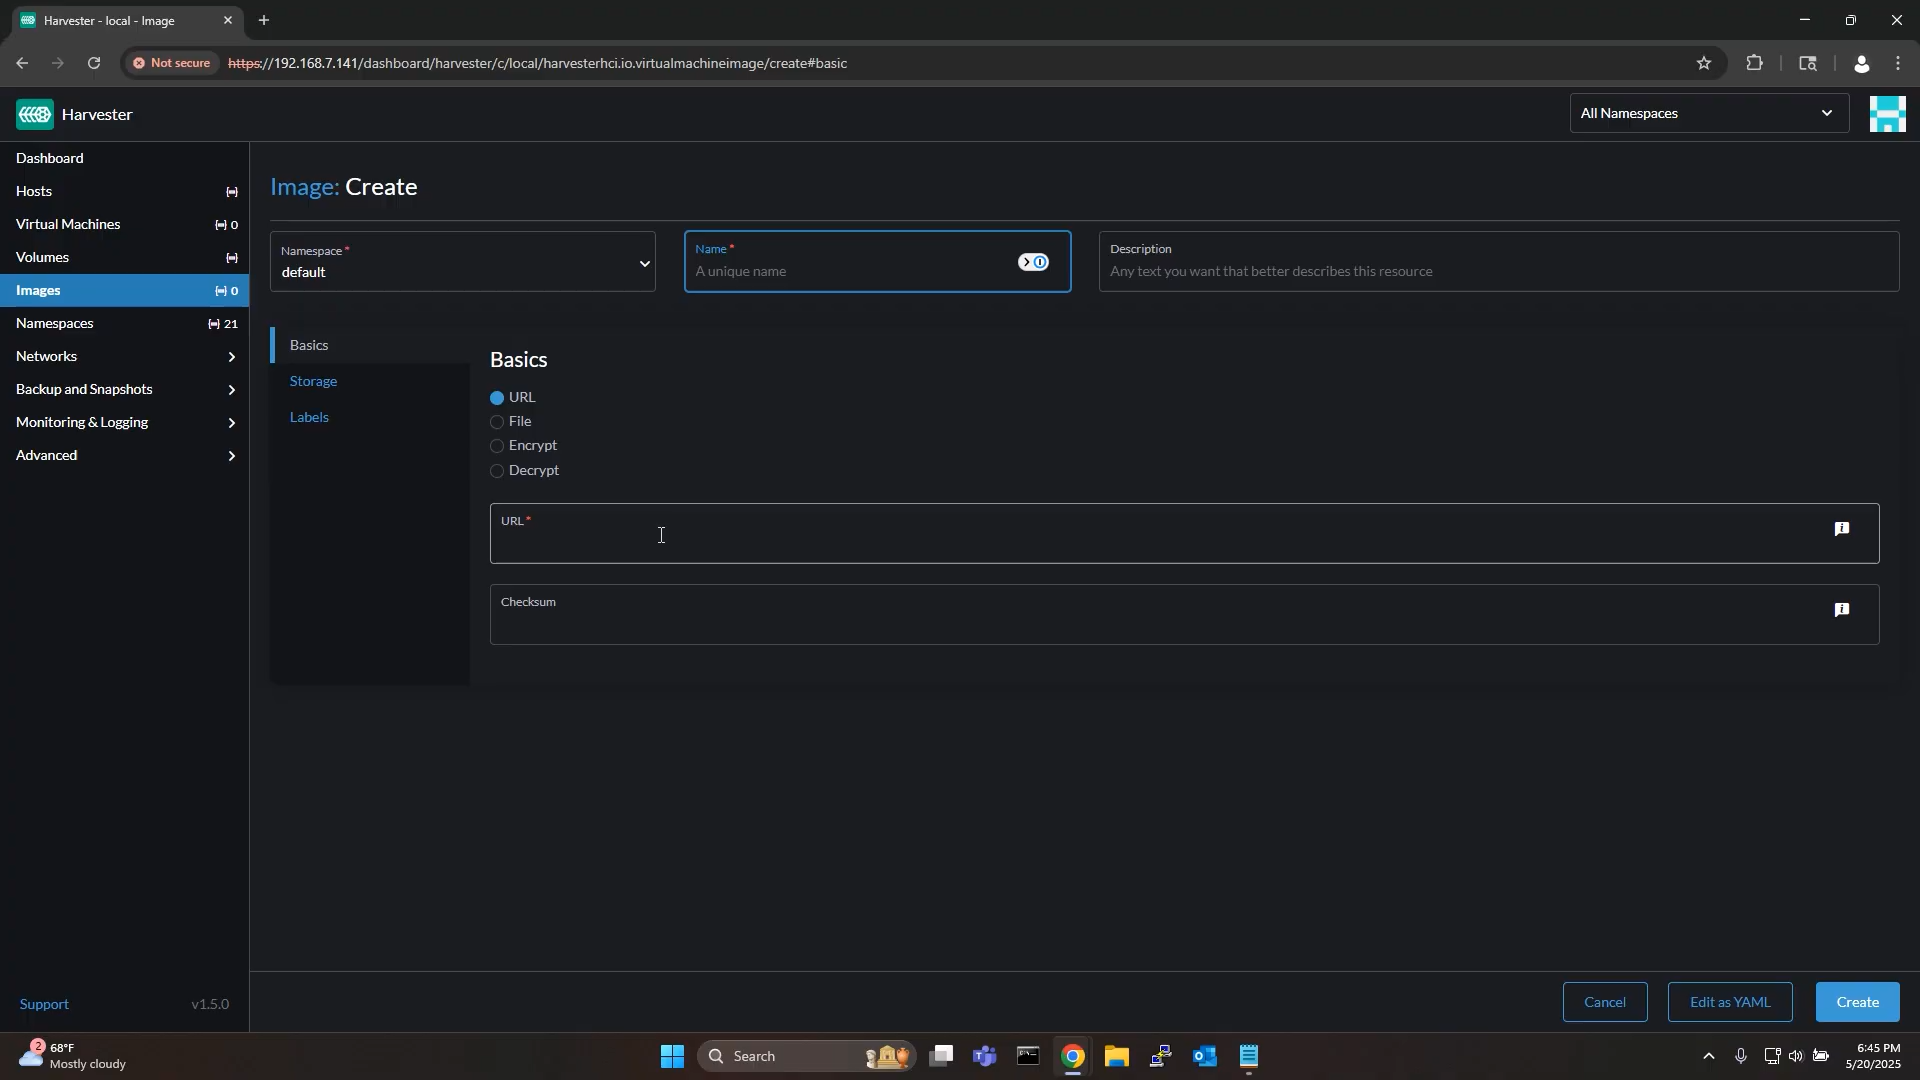 Harvester - local - Image
Not secure
https://192.168.7.141/dashboard/harvester/c/local/harvesterhci.io.virtualmachineimage/create#basic
Harvester
All Namespaces
Dashboard
Hosts
Virtual Machines 0
Volumes
Images 0
Namespaces 21
Networks
Backup and Snapshots
Monitoring & Logging
Advanced
Support v1.5.0
Image: Create
Namespace *
default
Name *
A unique name
Description
Any text you want that better describes this resource
Basics
Storage
Labels
Basics
URL
File
Encrypt
Decrypt
URL *
Checksum
Cancel
Edit as YAML
Create
2
68°F
Mostly cloudy
Search
6:45 PM
5/20/2025